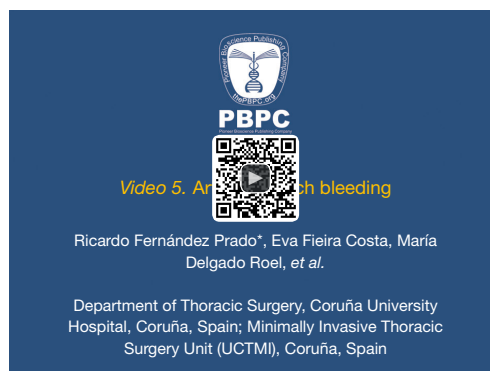 Pioneer Bioscience Publishing Company
thePBPC.org
PBPC
Pioneer Bioscience Publishing Company
Video 5. ch bleeding
Ricardo Fernández Prado*, Eva Fieira Costa, María
Delgado Roel, et al.
Department of Thoracic Surgery, Coruña University
Hospital, Coruña, Spain; Minimally Invasive Thoracic
Surgery Unit (UCTMI), Coruña, Spain